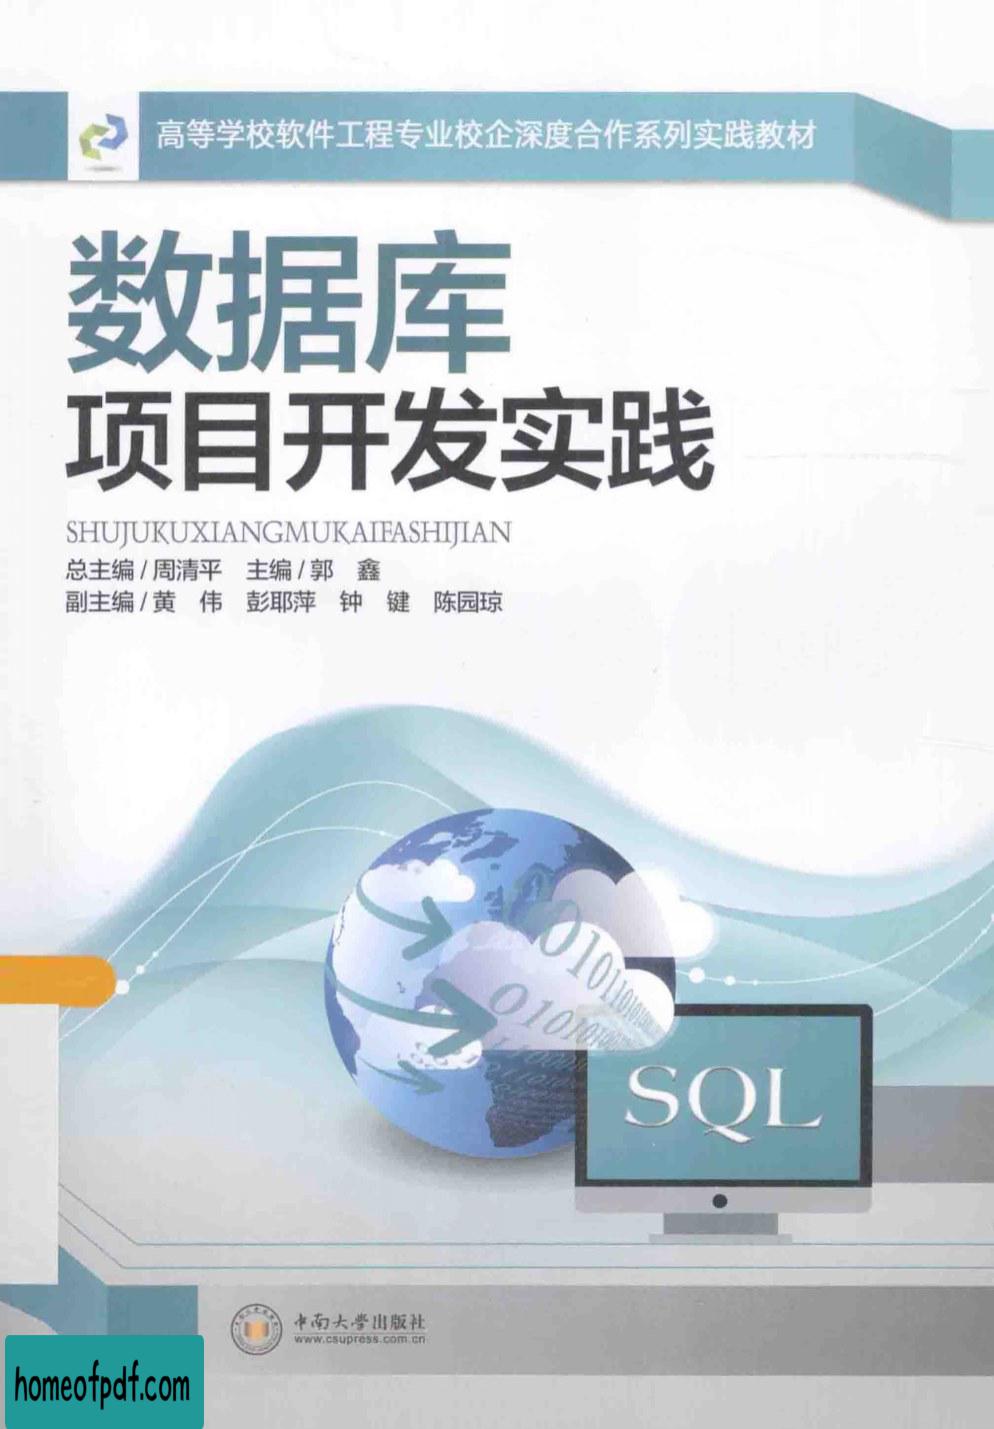 高等学校软件工程专业校企深度合作系列实践教材
数据库
项目开发实践
SHUJUKUXIANGMUKAIFASHIJIAN
总主编/周清平 主编/郭 鑫
副主编/黄 伟 彭耶萍 钟 键 陈园琼
01010110101010
01010101010
SQL
中南大学出版社
www.csupress.com.cn
homeofpdf.com